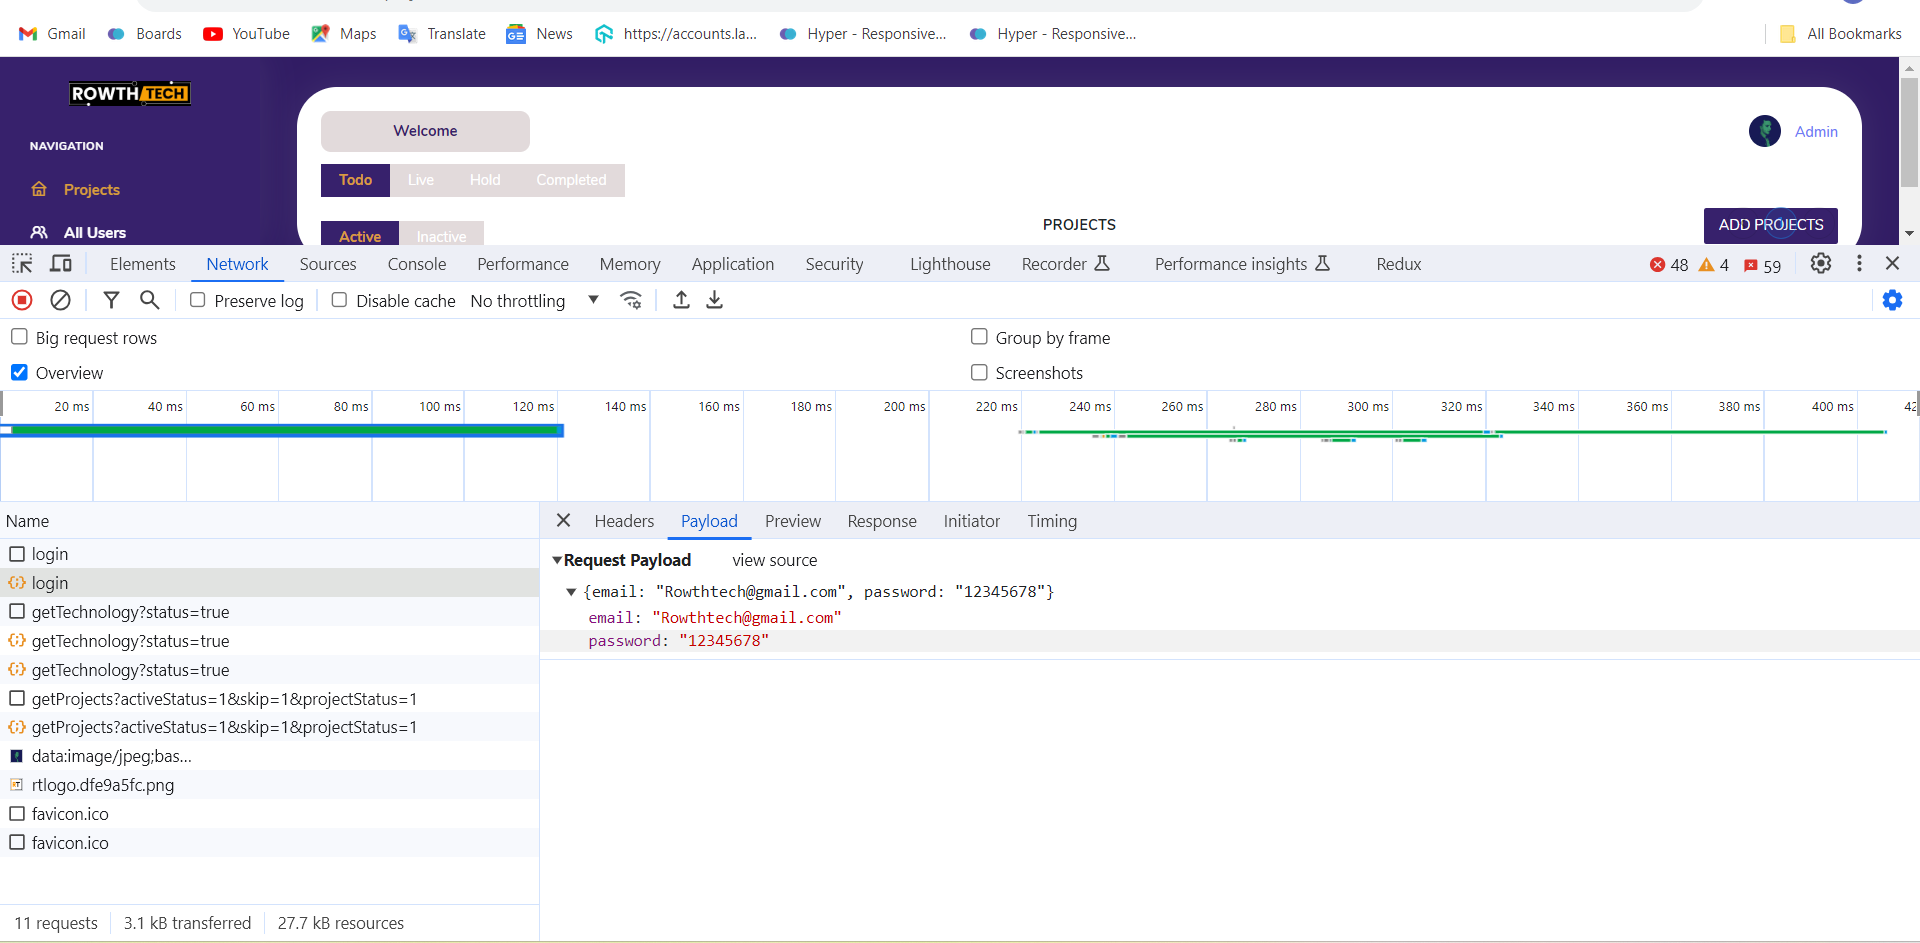 Gmail Boards YouTube Maps Translate News https://accounts.la... Hyper - Responsive... Hyper - Responsive... All Bookmarks
ROWTH TECH
NAVIGATION
Projects
All Users
Welcome
Admin
Todo Live Hold Completed
Active Inactive
PROJECTS
ADD PROJECTS
Elements Network Sources Console Performance Memory Application Security Lighthouse Recorder Performance insights Redux 48 4 59
Preserve log Disable cache No throttling
Big request rows
Group by frame
Overview
Screenshots
20 ms 40 ms 60 ms 80 ms 100 ms 120 ms 140 ms 160 ms 180 ms 200 ms 220 ms 240 ms 260 ms 280 ms 300 ms 320 ms 340 ms 360 ms 380 ms 400 ms
Name
login
login
getTechnology?status=true
getTechnology?status=true
getTechnology?status=true
getProjects?activeStatus=1&skip=1&projectStatus=1
getProjects?activeStatus=1&skip=1&projectStatus=1
data:image/jpeg;bas...
rtlogo.dfe9a5fc.png
favicon.ico
favicon.ico
11 requests 3.1 kB transferred 27.7 kB resources
Headers Payload Preview Response Initiator Timing
Request Payload view source
{email: "Rowthtech@gmail.com", password: "12345678"}
email: "Rowthtech@gmail.com"
password: "12345678"